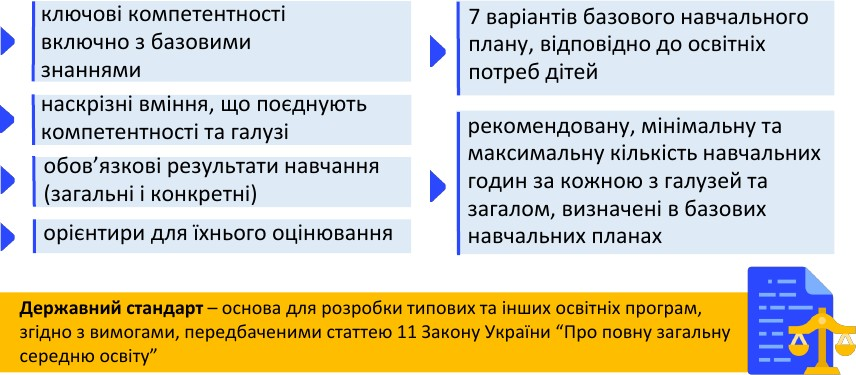 ключові компетентності
включно з базовими
знаннями
наскрізні вміння, що поєднують
компетентності та галузі
обов’язкові результати навчання
(загальні і конкретні)
орієнтири для їхнього оцінювання
7 варіантів базового навчального
плану, відповідно до освітніх
потреб дітей
рекомендовану, мінімальну та
максимальну кількість навчальних
годин за кожною з галузей та
загалом, визначені в базових
навчальних планах
Державний стандарт – основа для розробки типових та інших освітніх програм,
згідно з вимогами, передбаченими статтею 11 Закону України “Про повну загальну
середню освіту”